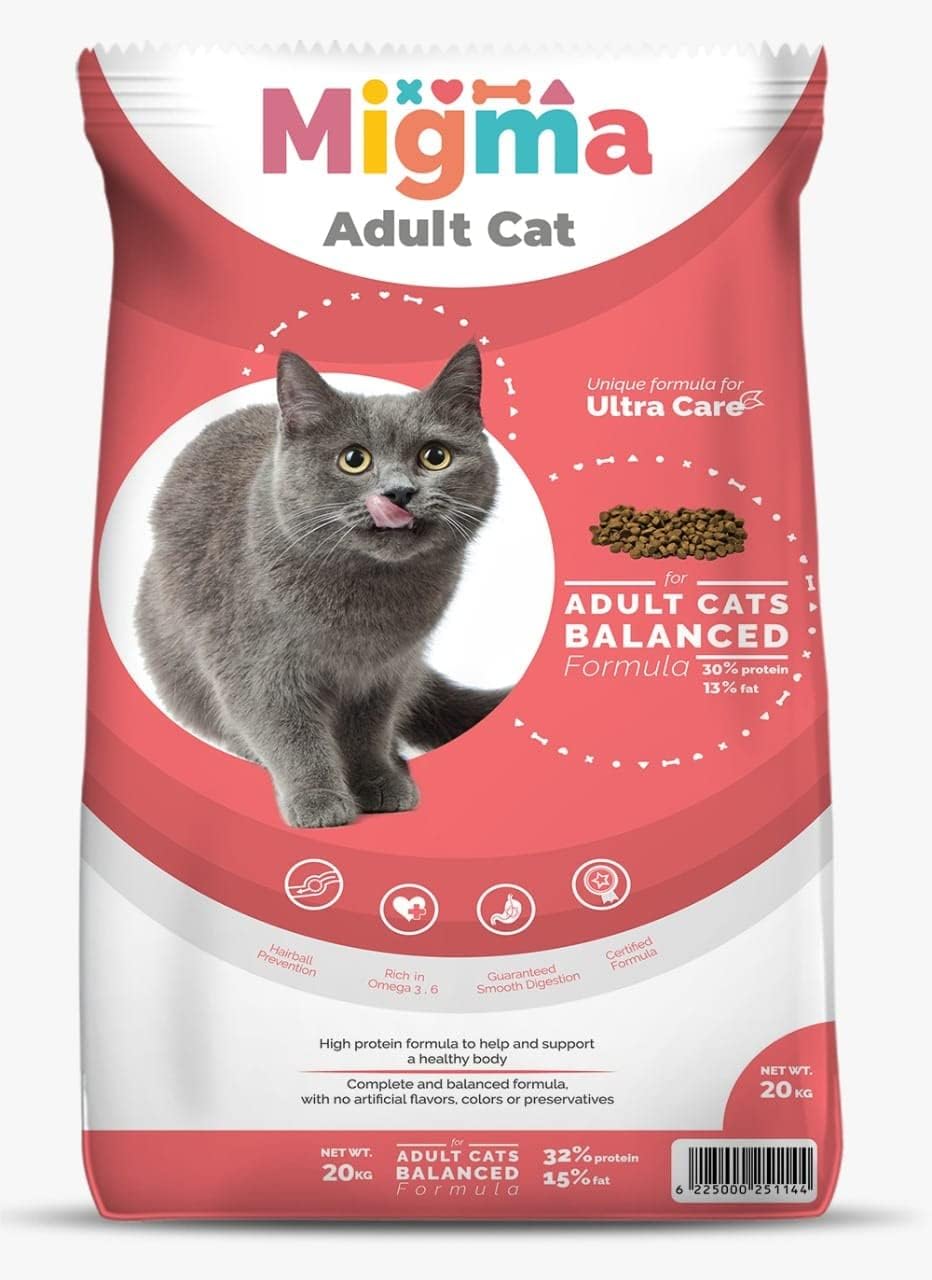 Migma
Adult Cat
Unique formula for
Ultra Care
for
ADULT CATS
BALANCED
Formula
30% protein
13% fat
Hairball
Prevention
Rich in
Omega 3 . 6
Guaranteed
Smooth Digestion
Certified
Formula
High protein formula to help and support
a healthy body
Complete and balanced formula,
with no artificial flavors, colors or preservatives
NET WT.
20 KG
NET WT.
20KG
for
ADULT CATS
BALANCED
Formula
32% protein
15% fat
6 225000 251144